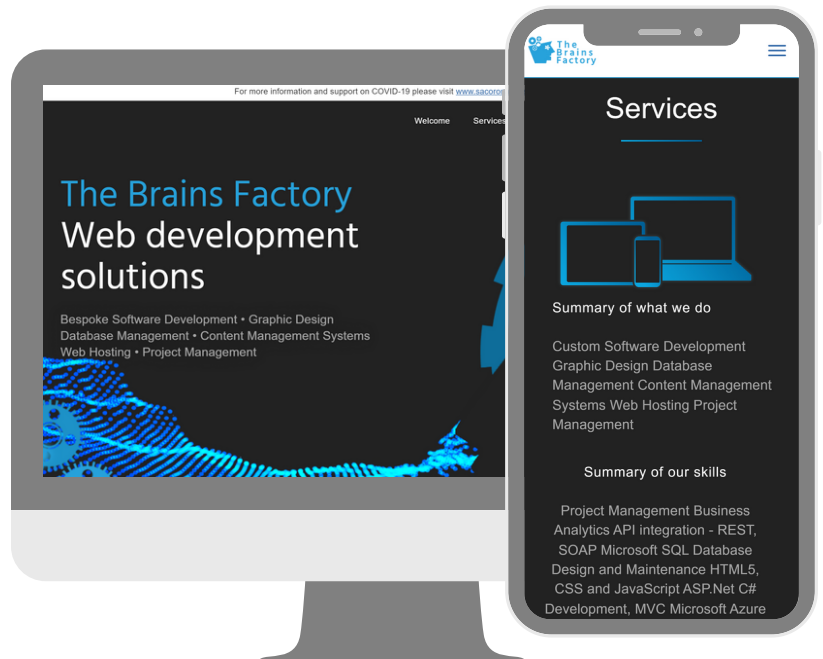 For more information and support on COVID-19 please visit www.sacoron
Welcome
Services
The Brains Factory
Web development
solutions
Bespoke Software Development • Graphic Design
Database Management • Content Management Systems
Web Hosting • Project Management
The
Brains
Factory
Services
Summary of what we do
Custom Software Development
Graphic Design Database
Management Content Management
Systems Web Hosting Project
Management
Summary of our skills
Project Management Business
Analytics API integration - REST,
SOAP Microsoft SQL Database
Design and Maintenance HTML5,
CSS and JavaScript ASP.Net C#
Development, MVC Microsoft Azure